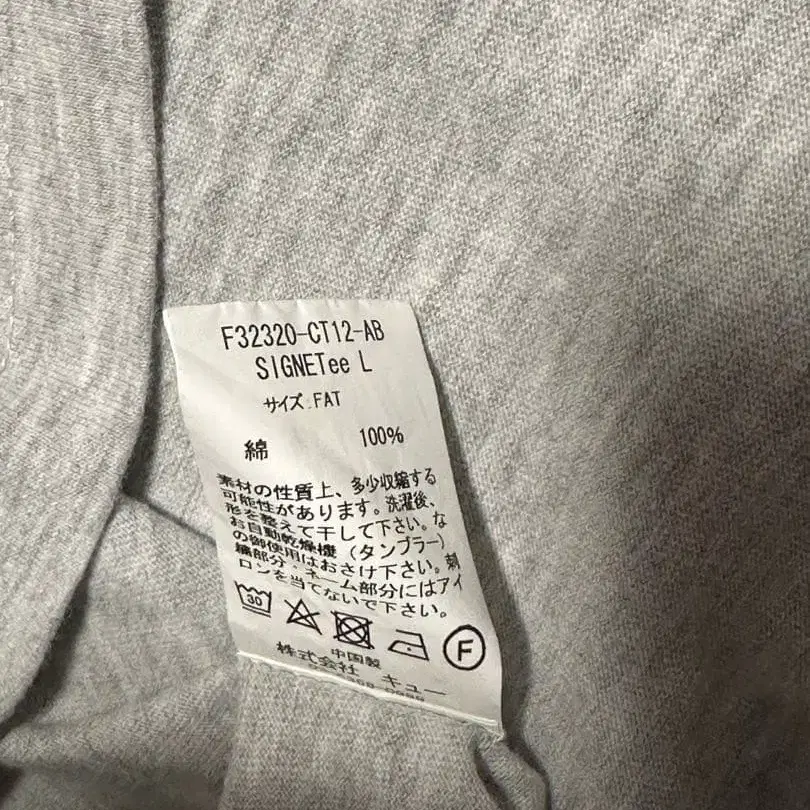 F32320-CT12-AB
SIGNETee L
サイズ.FAT
綿 100%
素材の性質上、多少収縮する
可能性があります。洗濯後、
形を整えて干して下さい。な
お自動乾燥機(タンブラー)
の御使用はおさけ下さい。刺
繍部分・ネーム部分にはアイ
ロンを当てないで下さい。
30
F
中国製
株式会社 キュー